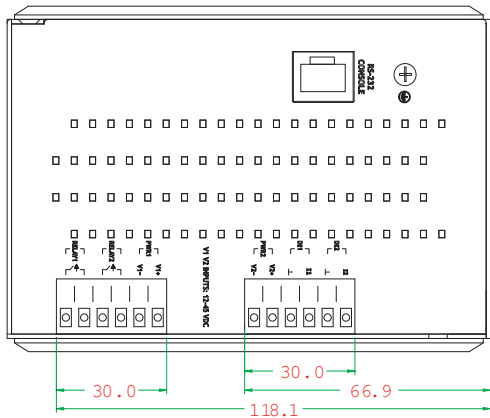 RS-232
CONSOLE
RELAY1
RELAY2
PWR1
V1-
V1+
V1 V2 INPUTS: 12-45 VDC
PWR2
DI1
DI2
V2-
V2+
I1
I2
30.0
30.0
66.9
118.1